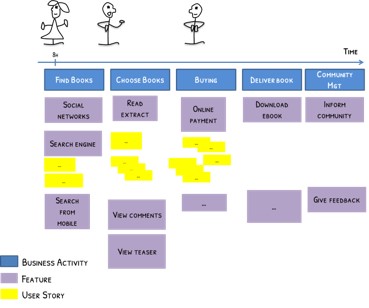 TIME
8H
FIND BOOKS
CHOOSE BOOKS
BUYING
DELIVER BOOK
COMMUNITY
MGT
SOCIAL
NETWORKS
READ
EXTRACT
ONLINE
PAYMENT
DOWNLOAD
EBOOK
INFORM
COMMUNITY
SEARCH ENGINE
...
...
...
...
...
...
...
...
...
SEARCH
FROM
MOBILE
VIEW COMMENTS
...
...
GIVE FEEDBACK
VIEW TEASER
BUSINESS ACTIVITY
FEATURE
USER STORY